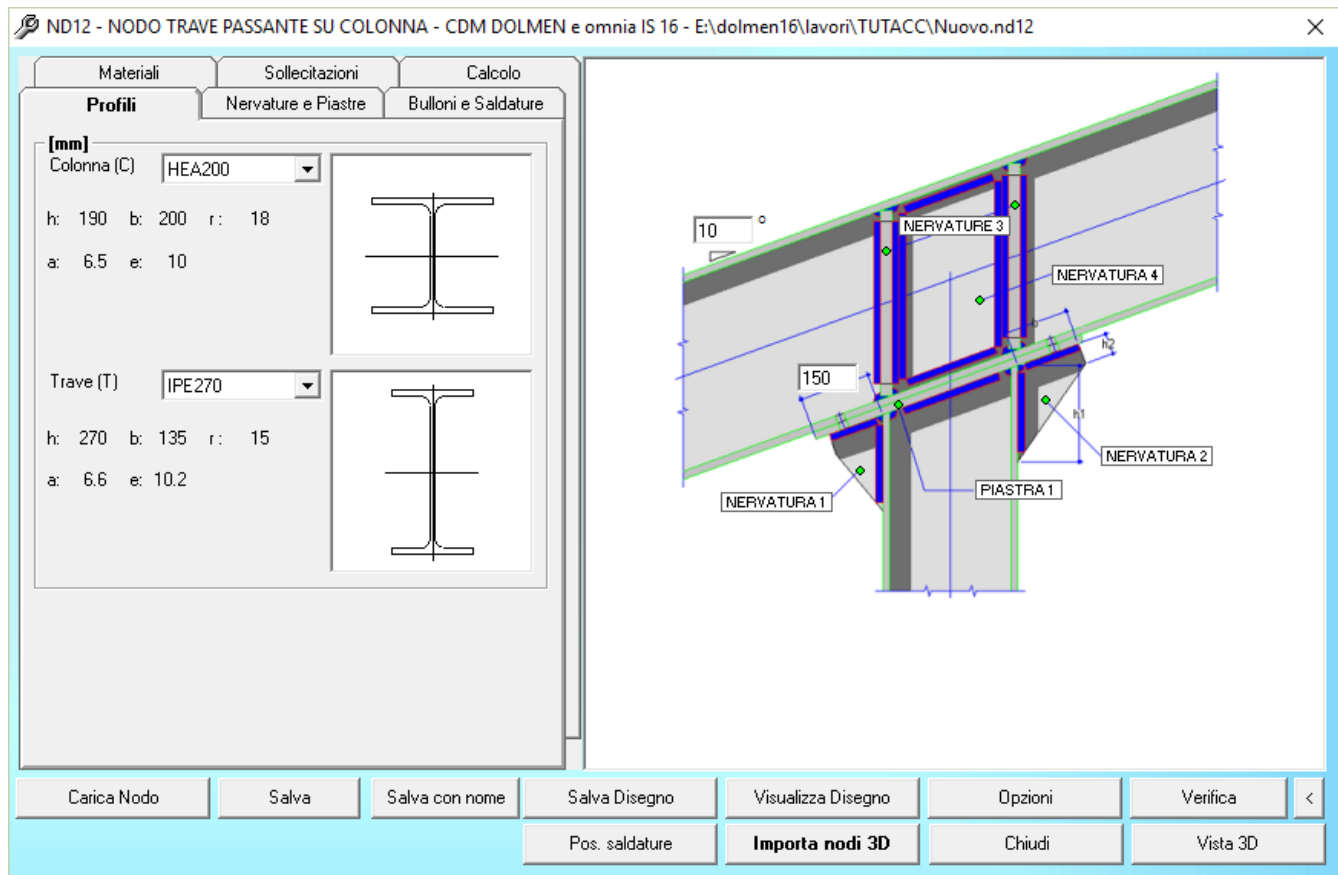 ND12 - NODO TRAVE PASSANTE SU COLONNA - CDM DOLMEN e omnia IS 16 - E:\dolmen16\lavori\TUTACC\Nuovo.nd12
Materiali
Sollecitazioni
Calcolo
Profili
Nervature e Piastre
Bulloni e Saldature
[mm]
Colonna (C) HEA200
h: 190 b: 200 r: 18
a: 6.5 e: 10
Trave (T) IPE270
h: 270 b: 135 r: 15
a: 6.6 e: 10.2
10 °
NERVATURE 3
NERVATURA 4
b
h2
150
h1
NERVATURA 2
PIASTRA 1
NERVATURA 1
Carica Nodo
Salva
Salva con nome
Salva Disegno
Visualizza Disegno
Opzioni
Verifica
<
Pos. saldature
Importa nodi 3D
Chiudi
Vista 3D